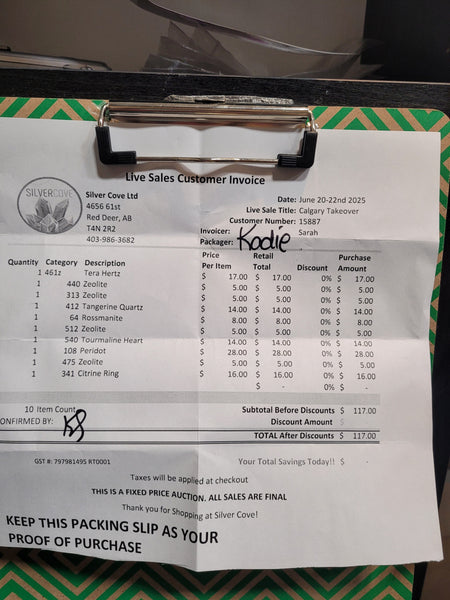 Live Sales Customer Invoice
SILVERCOVE
Silver Cove Ltd
4656 61st
Red Deer, AB
T4N 2R2
403-986-3682
Date: June 20-22nd 2025
Live Sale Title: Calgary Takeover
Customer Number: 15887
Invoicer: Sarah
Packager: Kodie
Quantity Category Description Price Per Item Retail Total Discount Purchase Amount
1 461z Tera Hertz $ 17.00 $ 17.00 0% $ 17.00
1 440 Zeolite $ 5.00 $ 5.00 0% $ 5.00
1 313 Zeolite $ 5.00 $ 5.00 0% $ 5.00
1 412 Tangerine Quartz $ 14.00 $ 14.00 0% $ 14.00
1 64 Rossmanite $ 8.00 $ 8.00 0% $ 8.00
1 512 Zeolite $ 5.00 $ 5.00 0% $ 5.00
1 540 Tourmaline Heart $ 14.00 $ 14.00 0% $ 14.00
1 108 Peridot $ 28.00 $ 28.00 0% $ 28.00
1 475 Zeolite $ 5.00 $ 5.00 0% $ 5.00
1 341 Citrine Ring $ 16.00 $ 16.00 0% $ 16.00
$ - 0% $ -
10 Item Count
Subtotal Before Discounts $ 117.00
ONFIRMED BY:
Discount Amount $
TOTAL After Discounts $ 117.00
GST #: 797981495 RT0001
Your Total Savings Today!! $ -
Taxes will be applied at checkout
THIS IS A FIXED PRICE AUCTION. ALL SALES ARE FINAL
Thank you for Shopping at Silver Cove!
KEEP THIS PACKING SLIP AS YOUR
PROOF OF PURCHASE